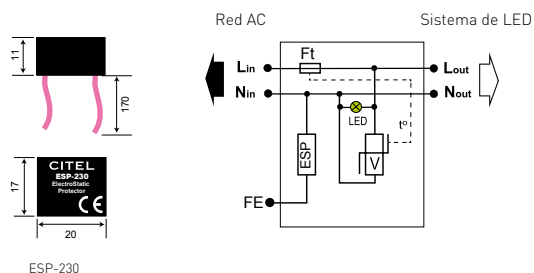 Red AC
Sistema de LED
11
170
CITEL
ESP-230
ElectroStatic
Protector
CE
17
20
ESP-230
Ft
Lin
Lout
Nin
Nout
LED
tº
ESP
V
FE